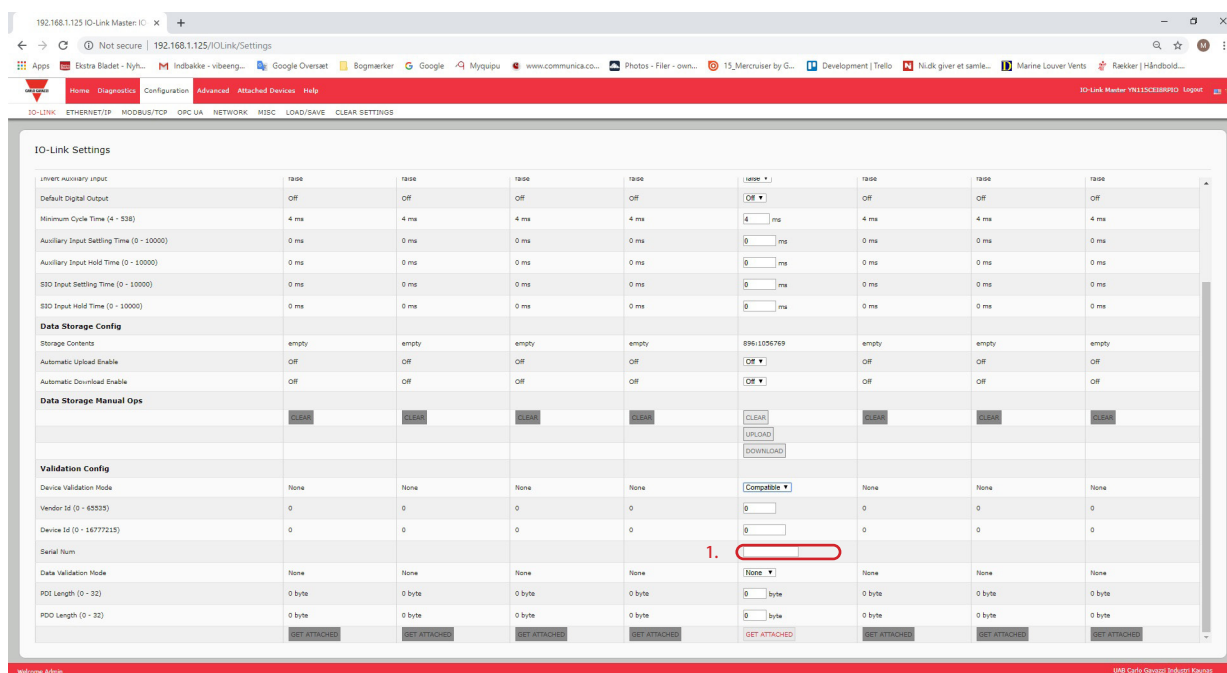 192.168.1.125 IO-Link Master: IO
Not secure | 192.168.1.125/IOLink/Settings
Apps Ekstra Bladet - Nyh... Indbakke - vibeeng... Google Oversæt Bogmærker Google Myquipu www.communica.co... Photos - Filer - own... 15_Mercruiser by G... Development | Trello Ni.dk giver et samle... Marine Louver Vents Rækker | Håndbold....
CARLO GAVAZZI Home Diagnostics Configuration Advanced Attached Devices Help IO-Link Master YN115CEI8RPIO Logout
IO-LINK ETHERNET/IP MODBUS/TCP OPC UA NETWORK MISC LOAD/SAVE CLEAR SETTINGS
IO-Link Settings
Invert Auxiliary Input false false false false false false false false
Default Digital Output Off Off Off Off Off Off Off Off
Minimum Cycle Time (4 - 538) 4 ms 4 ms 4 ms 4 ms 4 ms 4 ms 4 ms 4 ms
Auxiliary Input Settling Time (0 - 10000) 0 ms 0 ms 0 ms 0 ms 0 ms 0 ms 0 ms 0 ms
Auxiliary Input Hold Time (0 - 10000) 0 ms 0 ms 0 ms 0 ms 0 ms 0 ms 0 ms 0 ms
SIO Input Settling Time (0 - 10000) 0 ms 0 ms 0 ms 0 ms 0 ms 0 ms 0 ms 0 ms
SIO Input Hold Time (0 - 10000) 0 ms 0 ms 0 ms 0 ms 0 ms 0 ms 0 ms 0 ms
Data Storage Config
Storage Contents empty empty empty empty 896:1056769 empty empty empty
Automatic Upload Enable Off Off Off Off Off Off Off Off
Automatic Download Enable Off Off Off Off Off Off Off Off
Data Storage Manual Ops
CLEAR CLEAR CLEAR CLEAR CLEAR CLEAR CLEAR CLEAR
UPLOAD
DOWNLOAD
Validation Config
Device Validation Mode None None None None Compatible None None None
Vendor Id (0 - 65535) 0 0 0 0 0 0 0 0
Device Id (0 - 16777215) 0 0 0 0 0 0 0 0
Serial Num 1.
Data Validation Mode None None None None None None None None
PDI Length (0 - 32) 0 byte 0 byte 0 byte 0 byte 0 byte 0 byte 0 byte 0 byte
PDO Length (0 - 32) 0 byte 0 byte 0 byte 0 byte 0 byte 0 byte 0 byte 0 byte
GET ATTACHED GET ATTACHED GET ATTACHED GET ATTACHED GET ATTACHED GET ATTACHED GET ATTACHED GET ATTACHED
Welcome Admin UAB Carlo Gavazzi Industri Kaunas